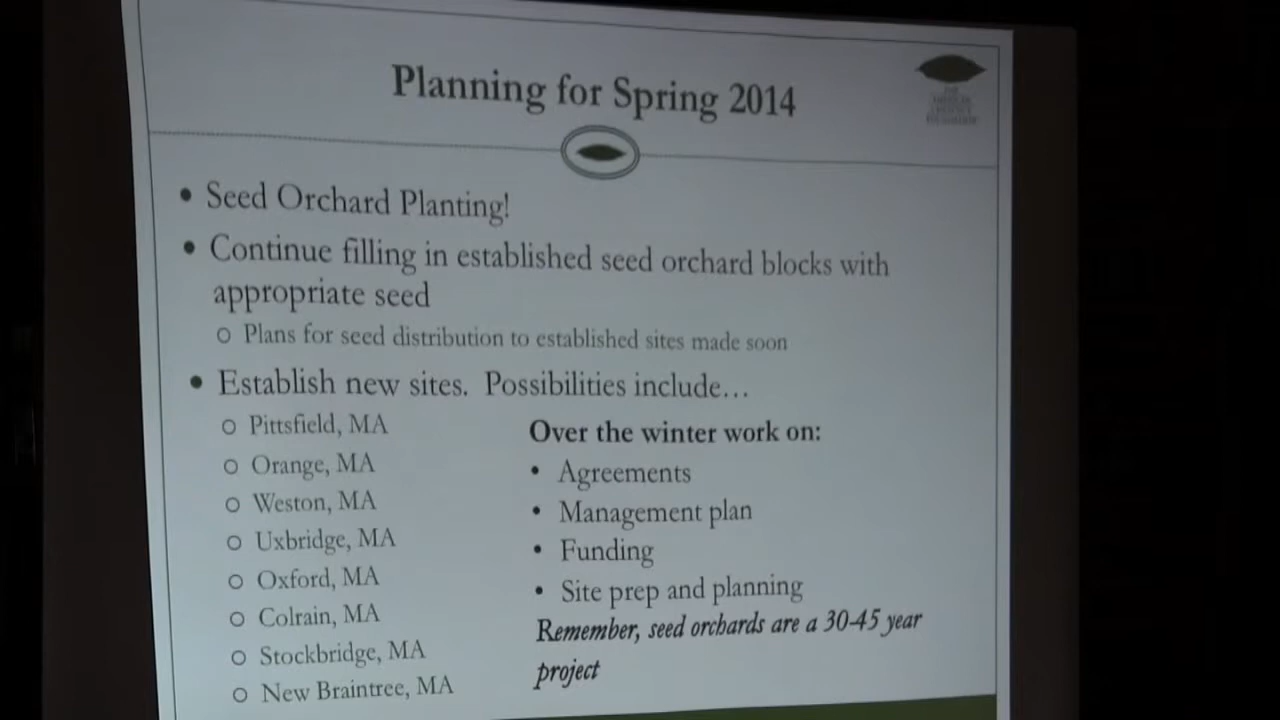 Planning for Spring 2014
• Seed Orchard Planting!
• Continue filling in established seed orchard blocks with
appropriate seed
o Plans for seed distribution to established sites made soon
• Establish new sites. Possibilities include...
o Pittsfield, MA
o Orange, MA
o Weston, MA
o Uxbridge, MA
o Oxford, MA
o Colrain, MA
o Stockbridge, MA
o New Braintree, MA
Over the winter work on:
• Agreements
• Management plan
• Funding
• Site prep and planning
Remember, seed orchards are a 30-45 year
project